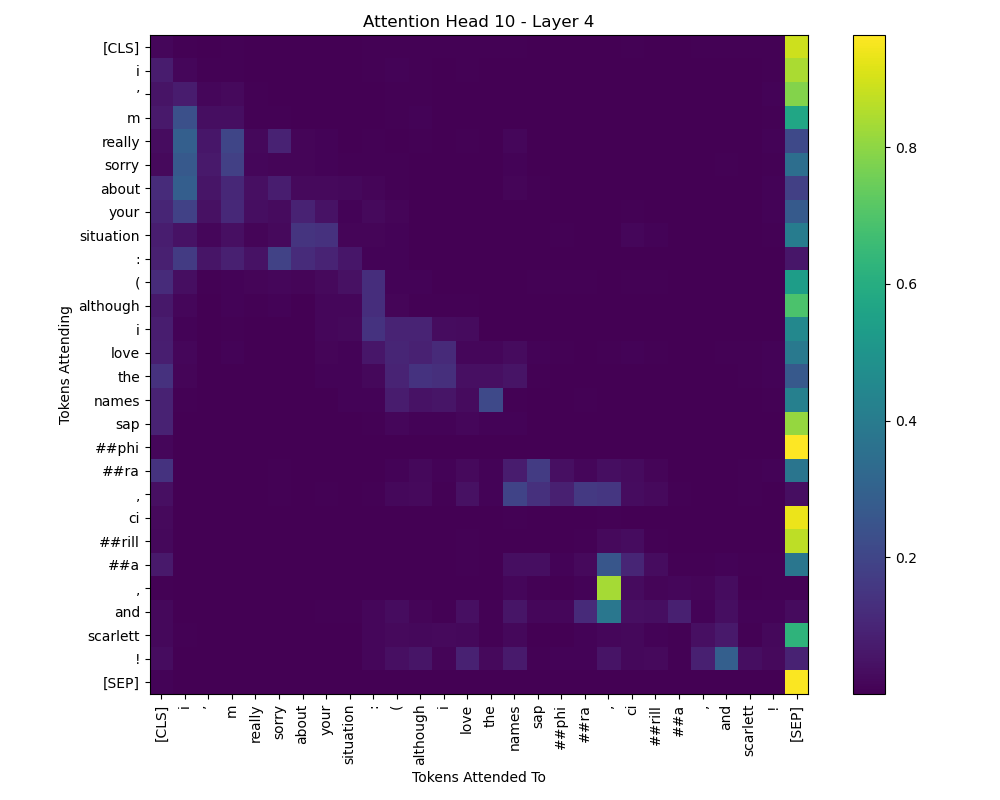 Attention Head 10 - Layer 4
Tokens Attending
[CLS]
i
’
m
really
sorry
about
your
situation
:
(
although
i
love
the
names
sap
##phi
##ra
,
ci
##rill
##a
,
and
scarlett
!
[SEP]
[CLS]
i
’
m
really
sorry
about
your
situation
:
(
although
i
love
the
names
sap
##phi
##ra
,
ci
##rill
##a
,
and
scarlett
!
[SEP]
Tokens Attended To
0.8
0.6
0.4
0.2